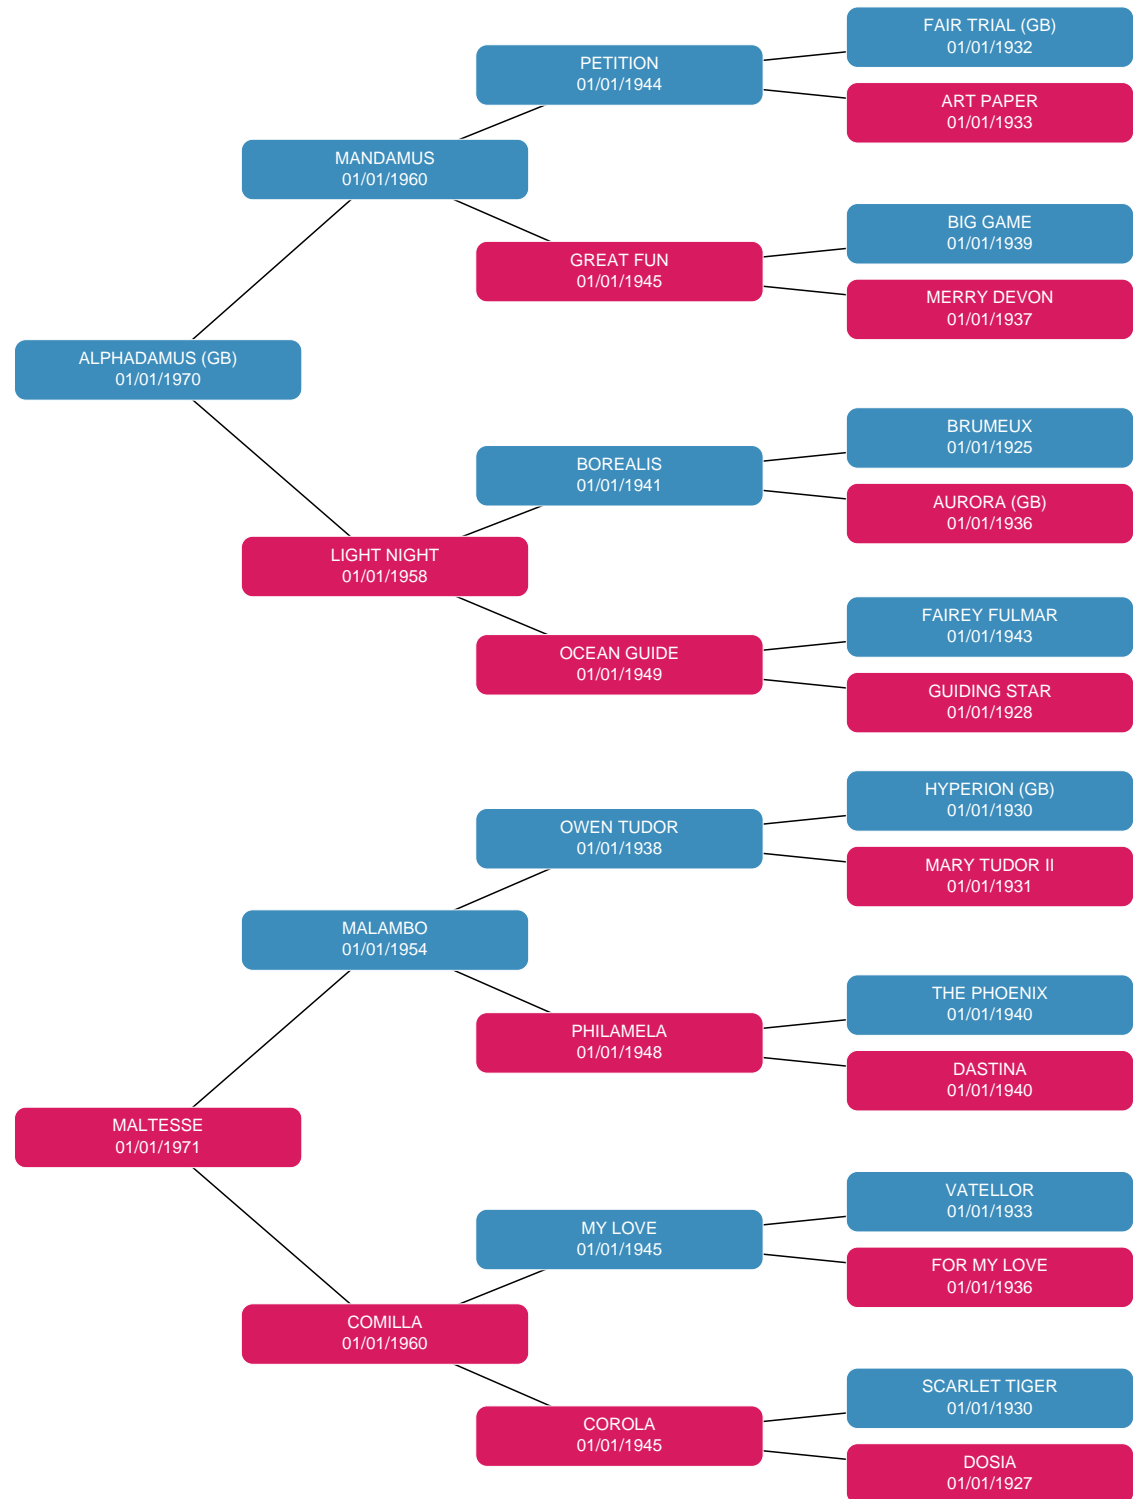 FAIR TRIAL (GB)
01/01/1932
PETITION
01/01/1944
ART PAPER
01/01/1933
MANDAMUS
01/01/1960
BIG GAME
01/01/1939
GREAT FUN
01/01/1945
MERRY DEVON
01/01/1937
ALPHADAMUS (GB)
01/01/1970
BRUMEUX
01/01/1925
BOREALIS
01/01/1941
AURORA (GB)
01/01/1936
LIGHT NIGHT
01/01/1958
FAIREY FULMAR
01/01/1943
OCEAN GUIDE
01/01/1949
GUIDING STAR
01/01/1928
HYPERION (GB)
01/01/1930
OWEN TUDOR
01/01/1938
MARY TUDOR II
01/01/1931
MALAMBO
01/01/1954
THE PHOENIX
01/01/1940
PHILAMELA
01/01/1948
DASTINA
01/01/1940
MALTESSE
01/01/1971
VATELLOR
01/01/1933
MY LOVE
01/01/1945
FOR MY LOVE
01/01/1936
COMILLA
01/01/1960
SCARLET TIGER
01/01/1930
COROLA
01/01/1945
DOSIA
01/01/1927